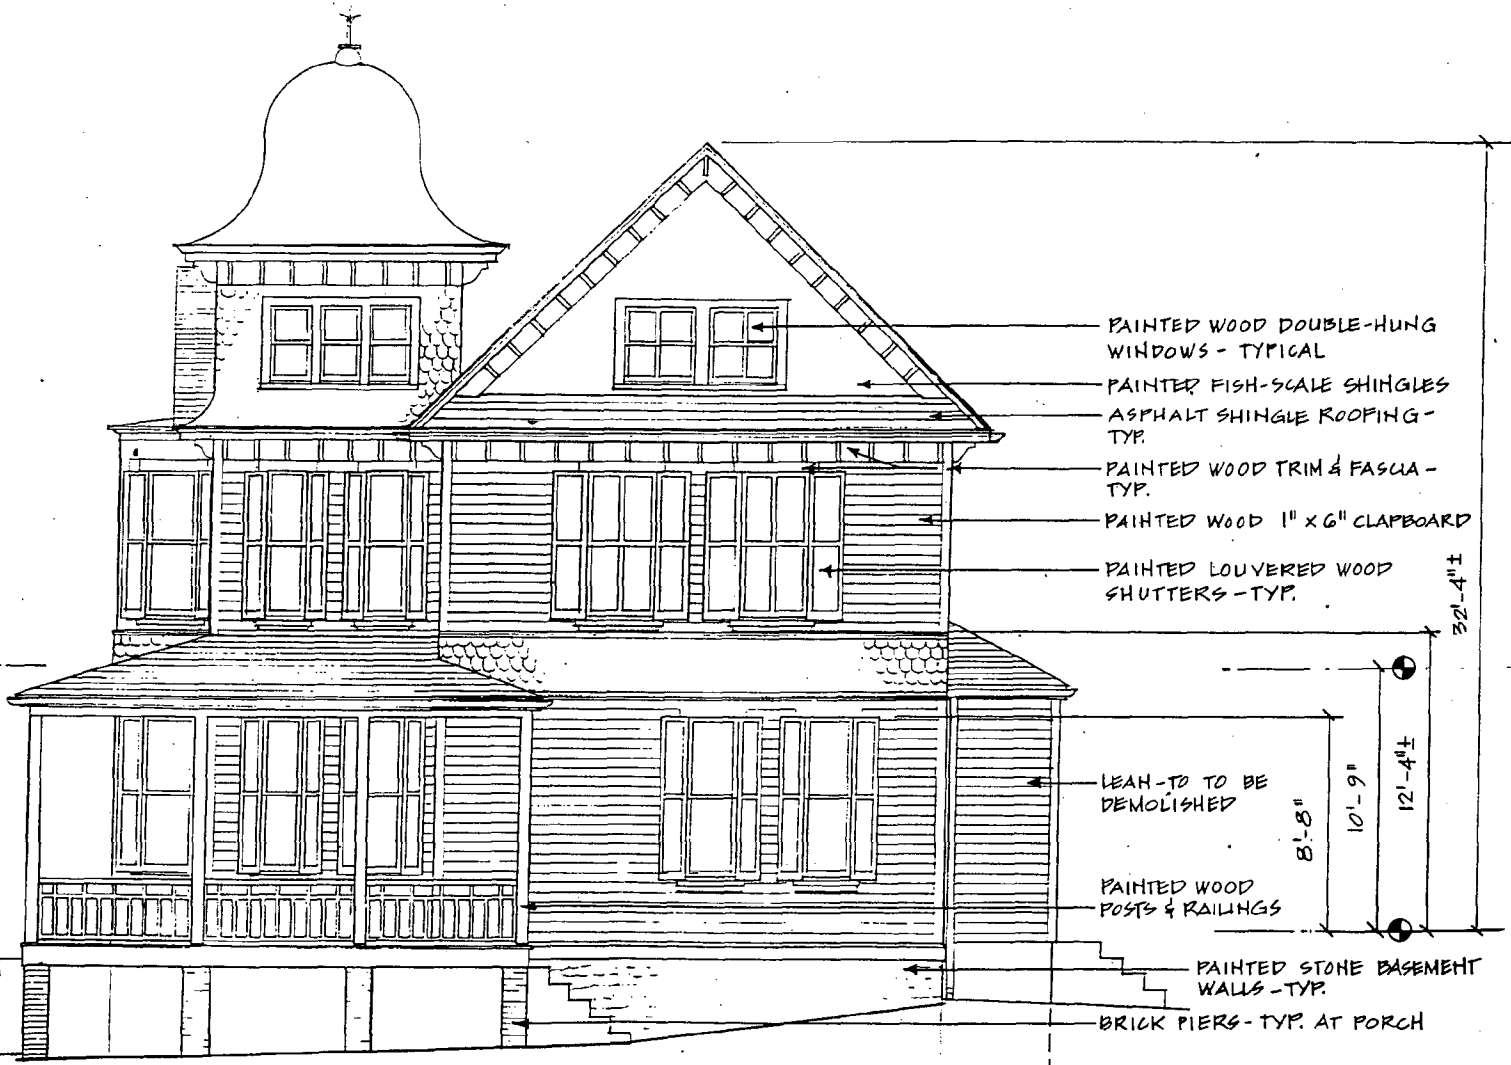 PAINTED WOOD DOUBLE-HUNG
WINDOWS - TYPICAL
PAINTED FISH-SCALE SHINGLES
ASPHALT SHINGLE ROOFING-
TYP.
PAINTED WOOD TRIM & FASCIA -
TYP.
PAINTED WOOD 1" X 6" CLAPBOARD
PAINTED LOUVERED WOOD
SHUTTERS - TYP.
32'-4"±
LEAN-TO TO BE
DEMOLISHED
8'-8"
10'-9"
12'-4"±
PAINTED WOOD
POSTS & RAILINGS
PAINTED STONE BASEMENT
WALLS - TYP.
BRICK PIERS - TYP. AT PORCH